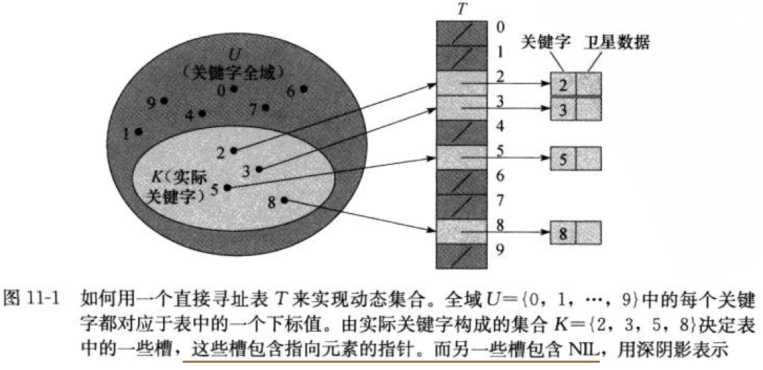 T
U
(关键字全域)
0
6
9
4
7
1
2
K(实际
关键字)
3
5
8
0
1
2
3
4
5
6
7
8
9
关键字 卫星数据
2
3
5
8
图 11-1 如何用一个直接寻址表 T 来实现动态集合。全域 U={0，1，…，9}中的每个关键
字都对应于表中的一个下标值。由实际关键字构成的集合 K={2，3，5，8}决定表
中的一些槽，这些槽包含指向元素的指针。而另一些槽包含 NIL，用深阴影表示